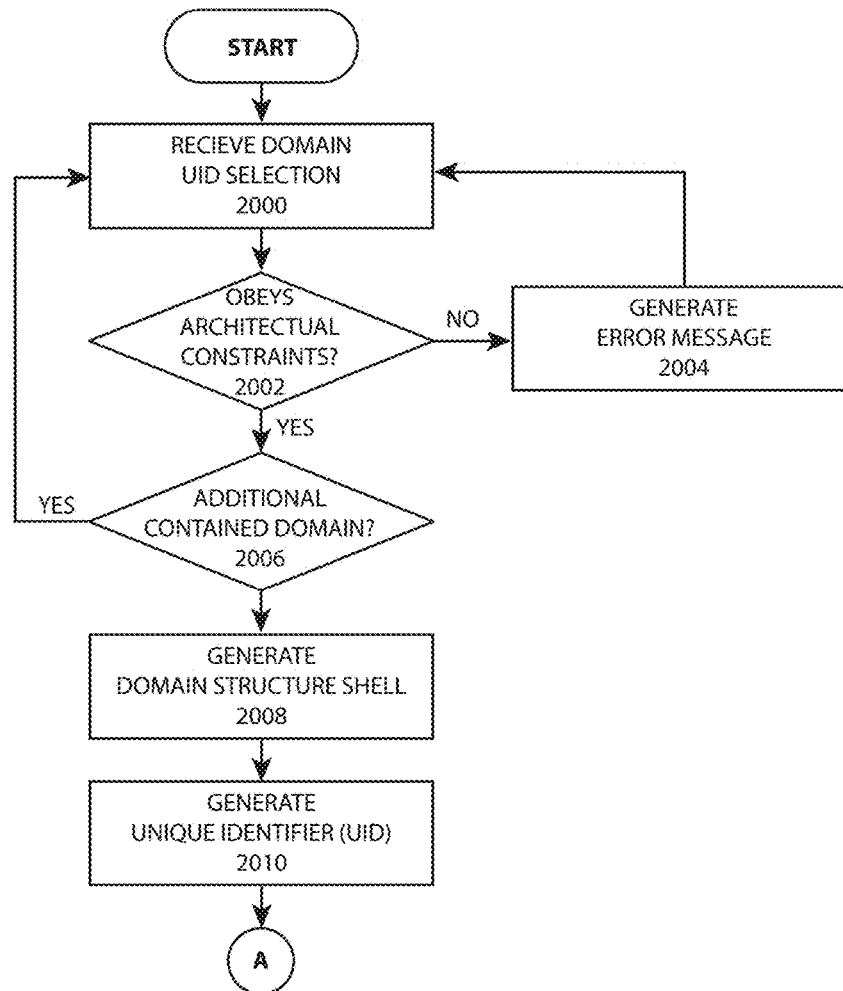 START
RECIEVE DOMAIN
UID SELECTION
2000
OBEYS
ARCHITECTUAL
CONSTRAINTS?
2002
NO
GENERATE
ERROR MESSAGE
2004
YES
ADDITIONAL
CONTAINED DOMAIN?
2006
YES
GENERATE
DOMAIN STRUCTURE SHELL
2008
GENERATE
UNIQUE IDENTIFIER (UID)
2010
A